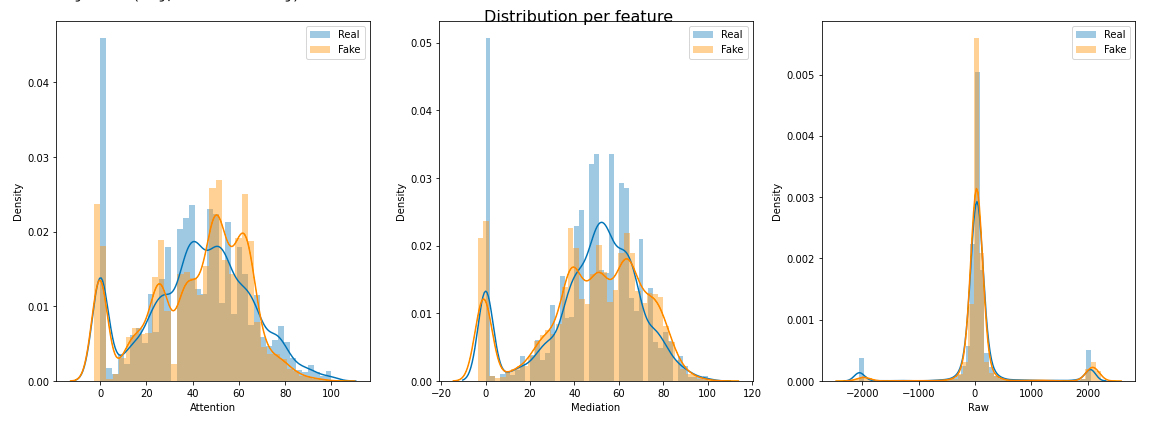 Distribution per feature
Real
Fake
0.04
0.03
0.02
0.01
0.00
Density
0
20
40
60
80
100
Attention
Real
Fake
0.05
0.04
0.03
0.02
0.01
0.00
Density
−20
0
20
40
60
80
100
120
Mediation
Real
Fake
0.005
0.004
0.003
0.002
0.001
0.000
Density
−2000
−1000
0
1000
2000
Raw